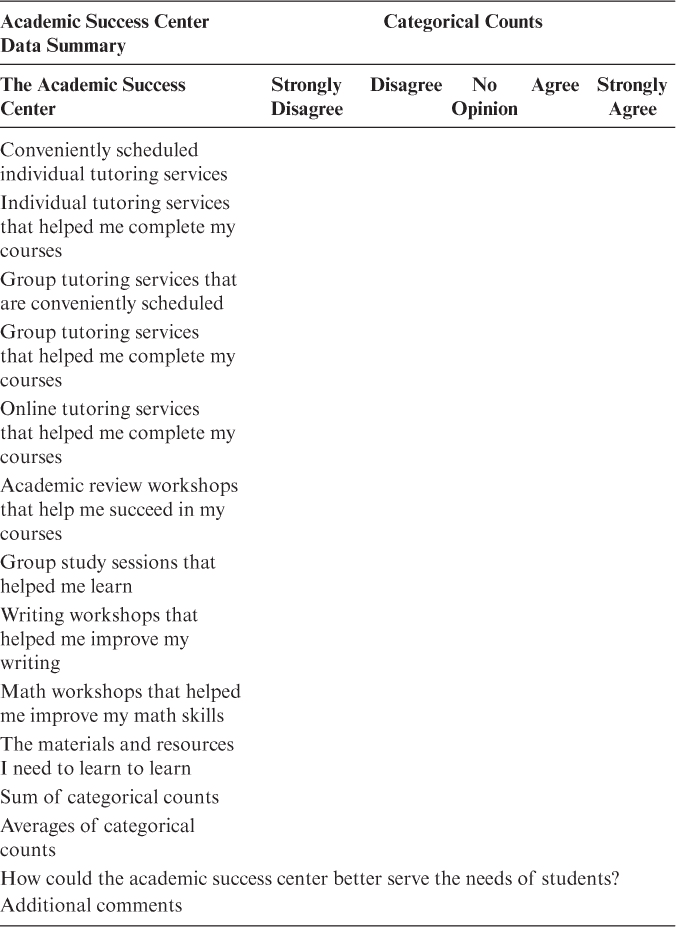 Academic Success Center Categorical Counts
Data Summary
The Academic Success Strongly Disagree No Agree Strongly
Center Disagree Opinion Agree
Conveniently scheduled
individual tutoring services
Individual tutoring services
that helped me complete my
courses
Group tutoring services that
are conveniently scheduled
Group tutoring services
that helped me complete my
courses
Online tutoring services
that helped me complete my
courses
Academic review workshops
that help me succeed in my
courses
Group study sessions that
helped me learn
Writing workshops that
helped me improve my
writing
Math workshops that helped
me improve my math skills
The materials and resources
I need to learn to learn
Sum of categorical counts
Averages of categorical
counts
How could the academic success center better serve the needs of students?
Additional comments